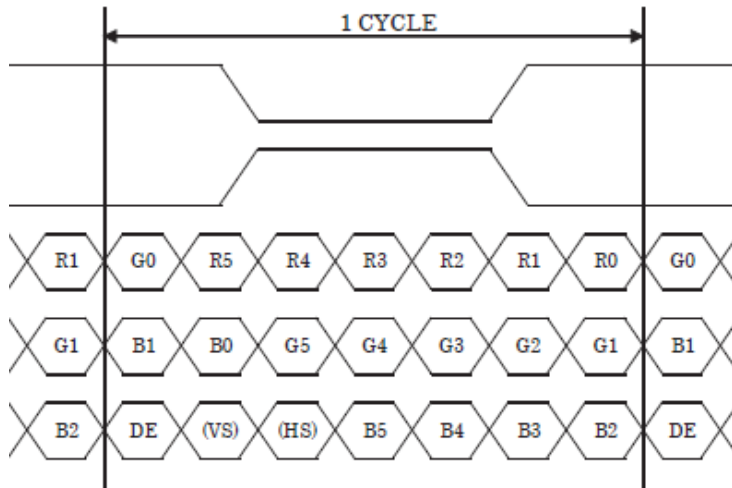 1 CYCLE
R1 G0 R5 R4 R3 R2 R1 R0 G0
G1 B1 B0 G5 G4 G3 G2 G1 B1
B2 DE (VS) (HS) B5 B4 B3 B2 DE